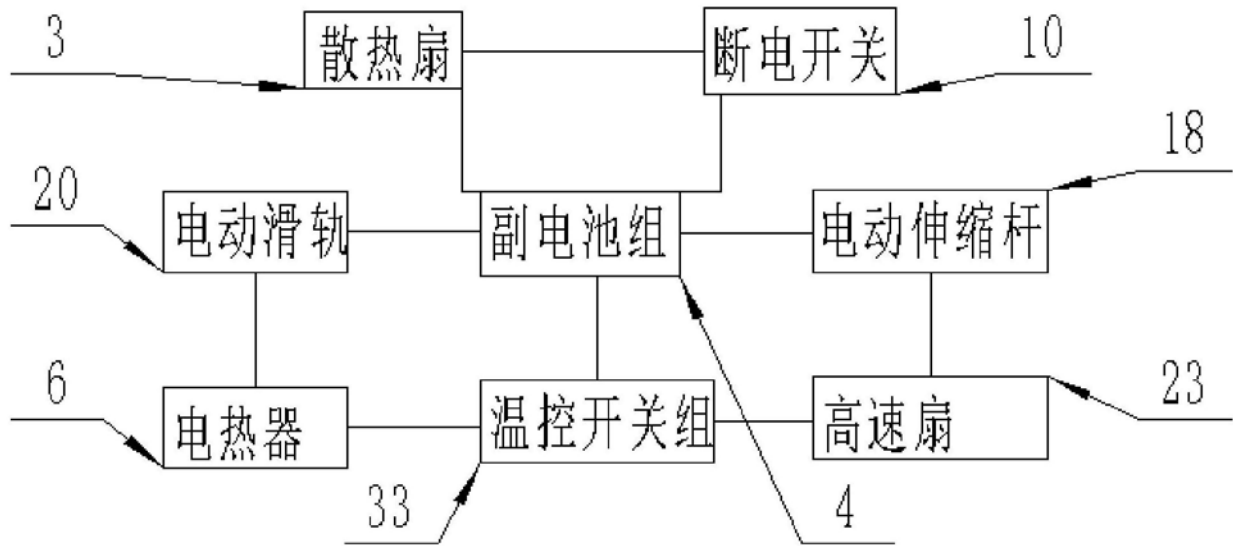 3
散热扇
断电开关
10
20
电动滑轨
副电池组
电动伸缩杆
18
6
电热器
温控开关组
高速扇
23
33
4